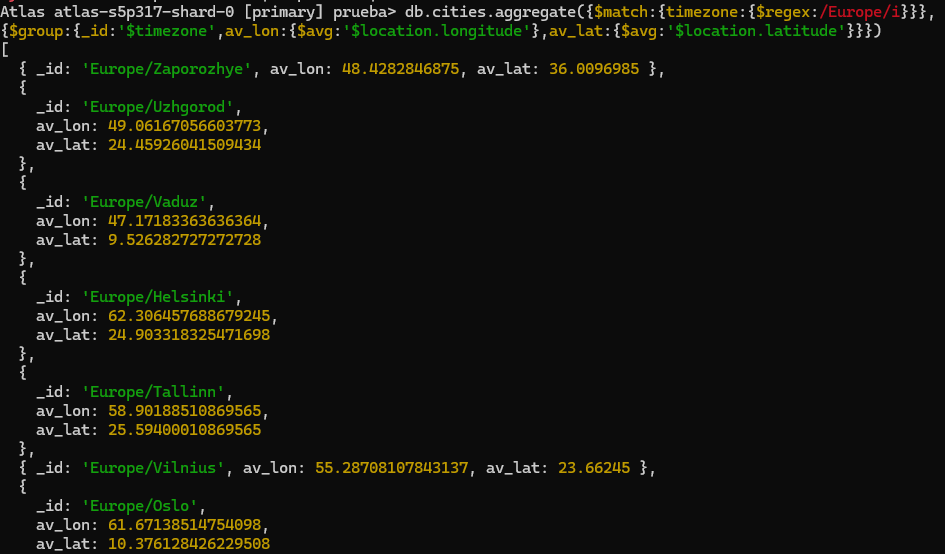 Atlas atlas-s5p317-shard-0 [primary] prueba> db.cities.aggregate({$match:{timezone:{$regex:/Europe/i}}},
{$group:{_id:'$timezone',av_lon:{$avg:'$location.longitude'},av_lat:{$avg:'$location.latitude'}}})
[
  { _id: 'Europe/Zaporozhye', av_lon: 48.4282846875, av_lat: 36.0096985 },
  {
    _id: 'Europe/Uzhgorod',
    av_lon: 49.06167056603773,
    av_lat: 24.45926041509434
  },
  {
    _id: 'Europe/Vaduz',
    av_lon: 47.17183363636364,
    av_lat: 9.526282727272728
  },
  {
    _id: 'Europe/Helsinki',
    av_lon: 62.306457688679245,
    av_lat: 24.903318325471698
  },
  {
    _id: 'Europe/Tallinn',
    av_lon: 58.90188510869565,
    av_lat: 25.59400010869565
  },
  { _id: 'Europe/Vilnius', av_lon: 55.28708107843137, av_lat: 23.66245 },
  {
    _id: 'Europe/Oslo',
    av_lon: 61.67138514754098,
    av_lat: 10.376128426229508